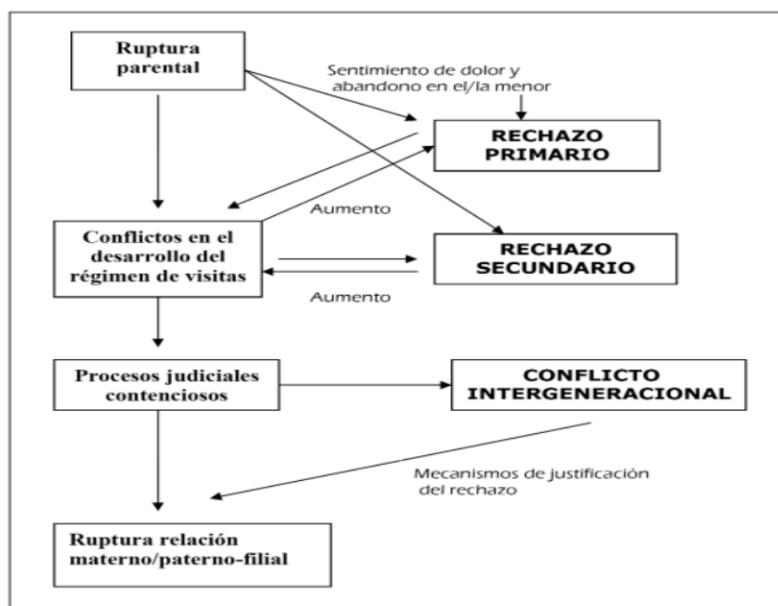 Ruptura
parental
Sentimiento de dolor y
abandono en el/la menor
RECHAZO
PRIMARIO
Aumento
Conflictos en el
desarrollo del
régimen de visitas
RECHAZO
SECUNDARIO
Aumento
Procesos judiciales
contenciosos
CONFLICTO
INTERGENERACIONAL
Mecanismos de justificación
del rechazo
Ruptura relación
materno/paterno-filial